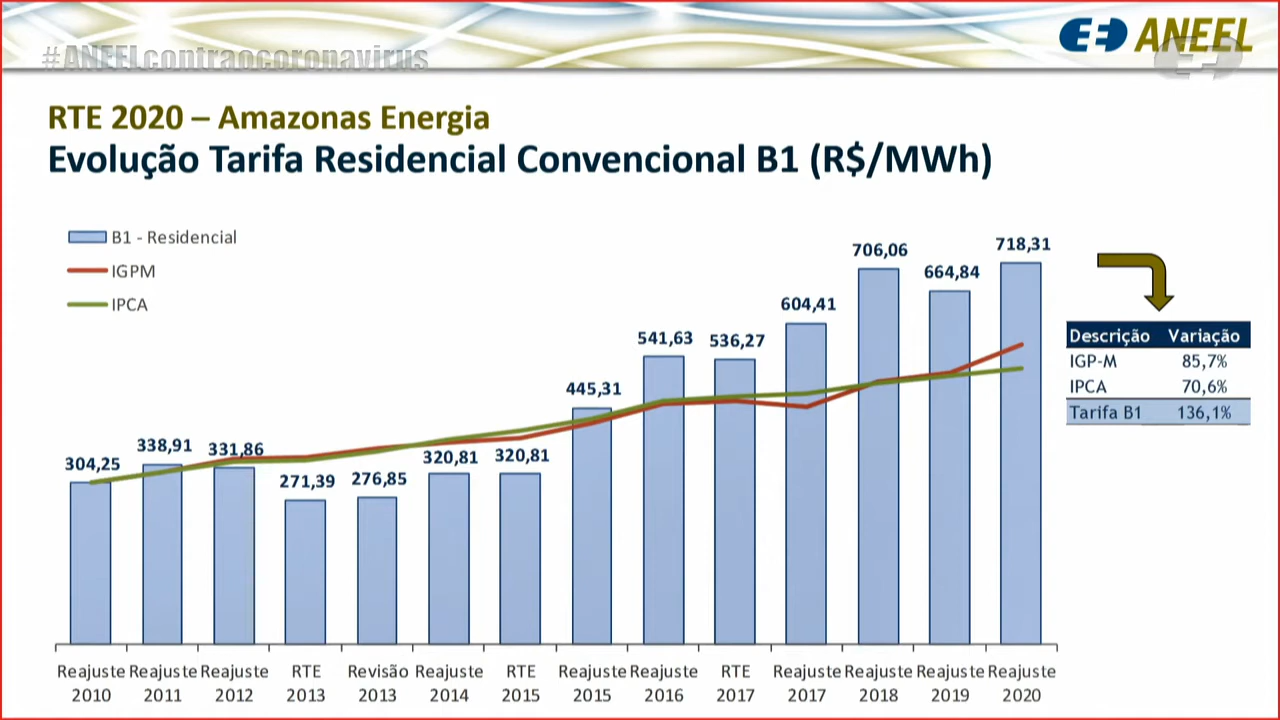 #ANEELcontraocoronavirus
ANEEL
RTE 2020 – Amazonas Energia
Evolução Tarifa Residencial Convencional B1 (R$/MWh)
B1 - Residencial
IGPM
IPCA
304,25
338,91
331,86
271,39
276,85
320,81
320,81
445,31
541,63
536,27
604,41
706,06
664,84
718,31
Descrição Variação
IGP-M 85,7%
IPCA 70,6%
Tarifa B1 136,1%
Reajuste 2010
Reajuste 2011
Reajuste 2012
RTE 2013
Revisão 2013
Reajuste 2014
RTE 2015
Reajuste 2015
Reajuste 2016
RTE 2017
Reajuste 2017
Reajuste 2018
Reajuste 2019
Reajuste 2020